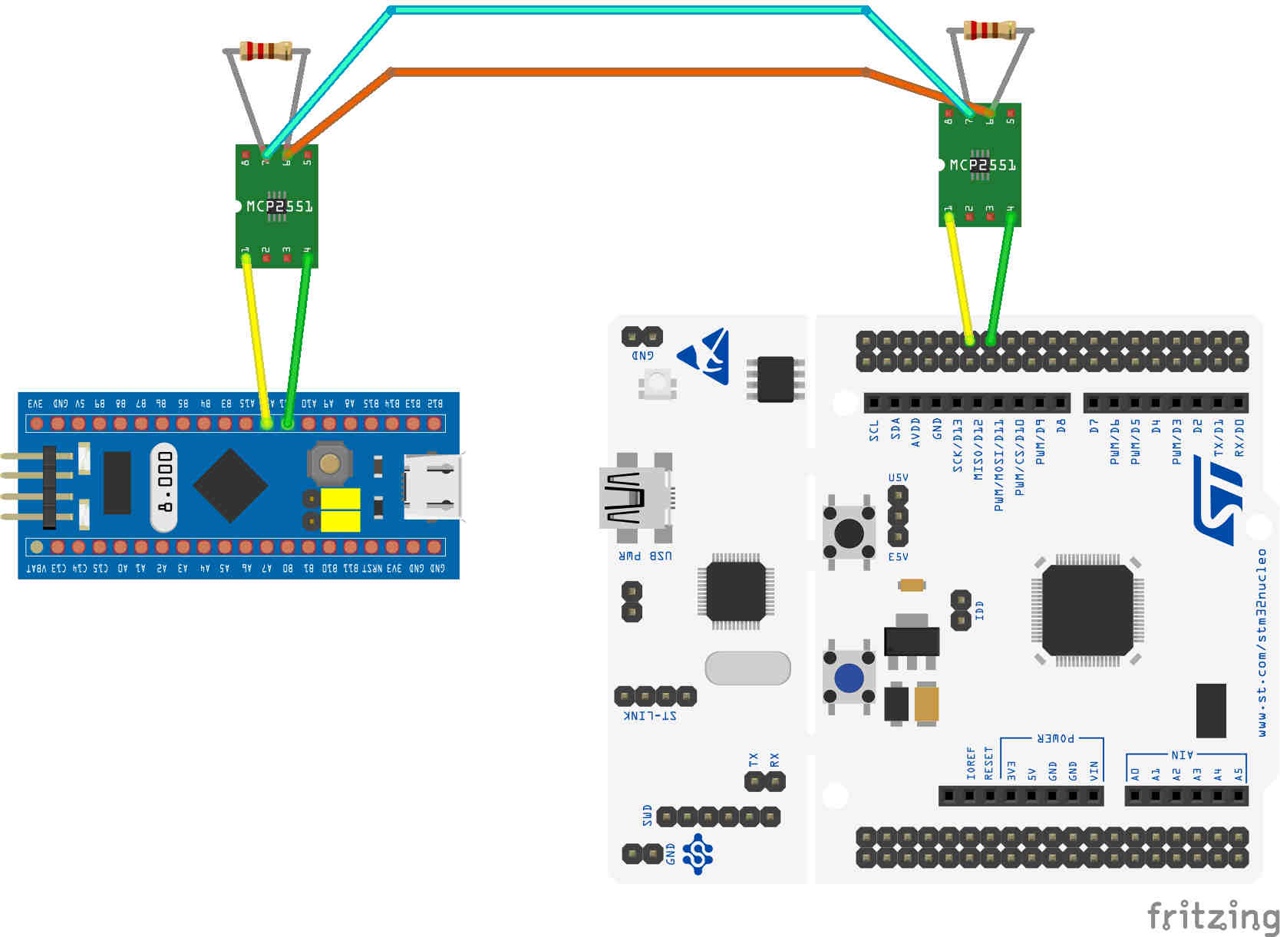 8 7 6 5
MCP2551
1 2 3 4
8 7 6 5
MCP2551
1 2 3 4
3V3 GND 5V B9 B8 B7 B6 B5 B4 B3 A15 A10 A9 A8 B15 B14 B13 B12
8.000
VBAT C13 C14 C15 A0 A1 A2 A3 A4 A5 A6 A7 B0 B1 B10 B11 NRST 3V3 GND GND
GND
SCL
SDA
AVDD
GND
SCK/D13
MISO/D12
PWM/MOSI/D11
PWM/CS/D10
PWM/D9
D8
D7
PWM/D6
PWM/D5
D4
PWM/D3
D2
TX/D1
RX/D0
U5V
E5V
ST
USB PWR
IDD
www.st.com/stm32nucleo
ST-LINK
TX
RX
SWD
GND
POWER
IOREF
RESET
3V3
5V
GND
GND
VIN
AIN
A0
A1
A2
A3
A4
A5
fritzing